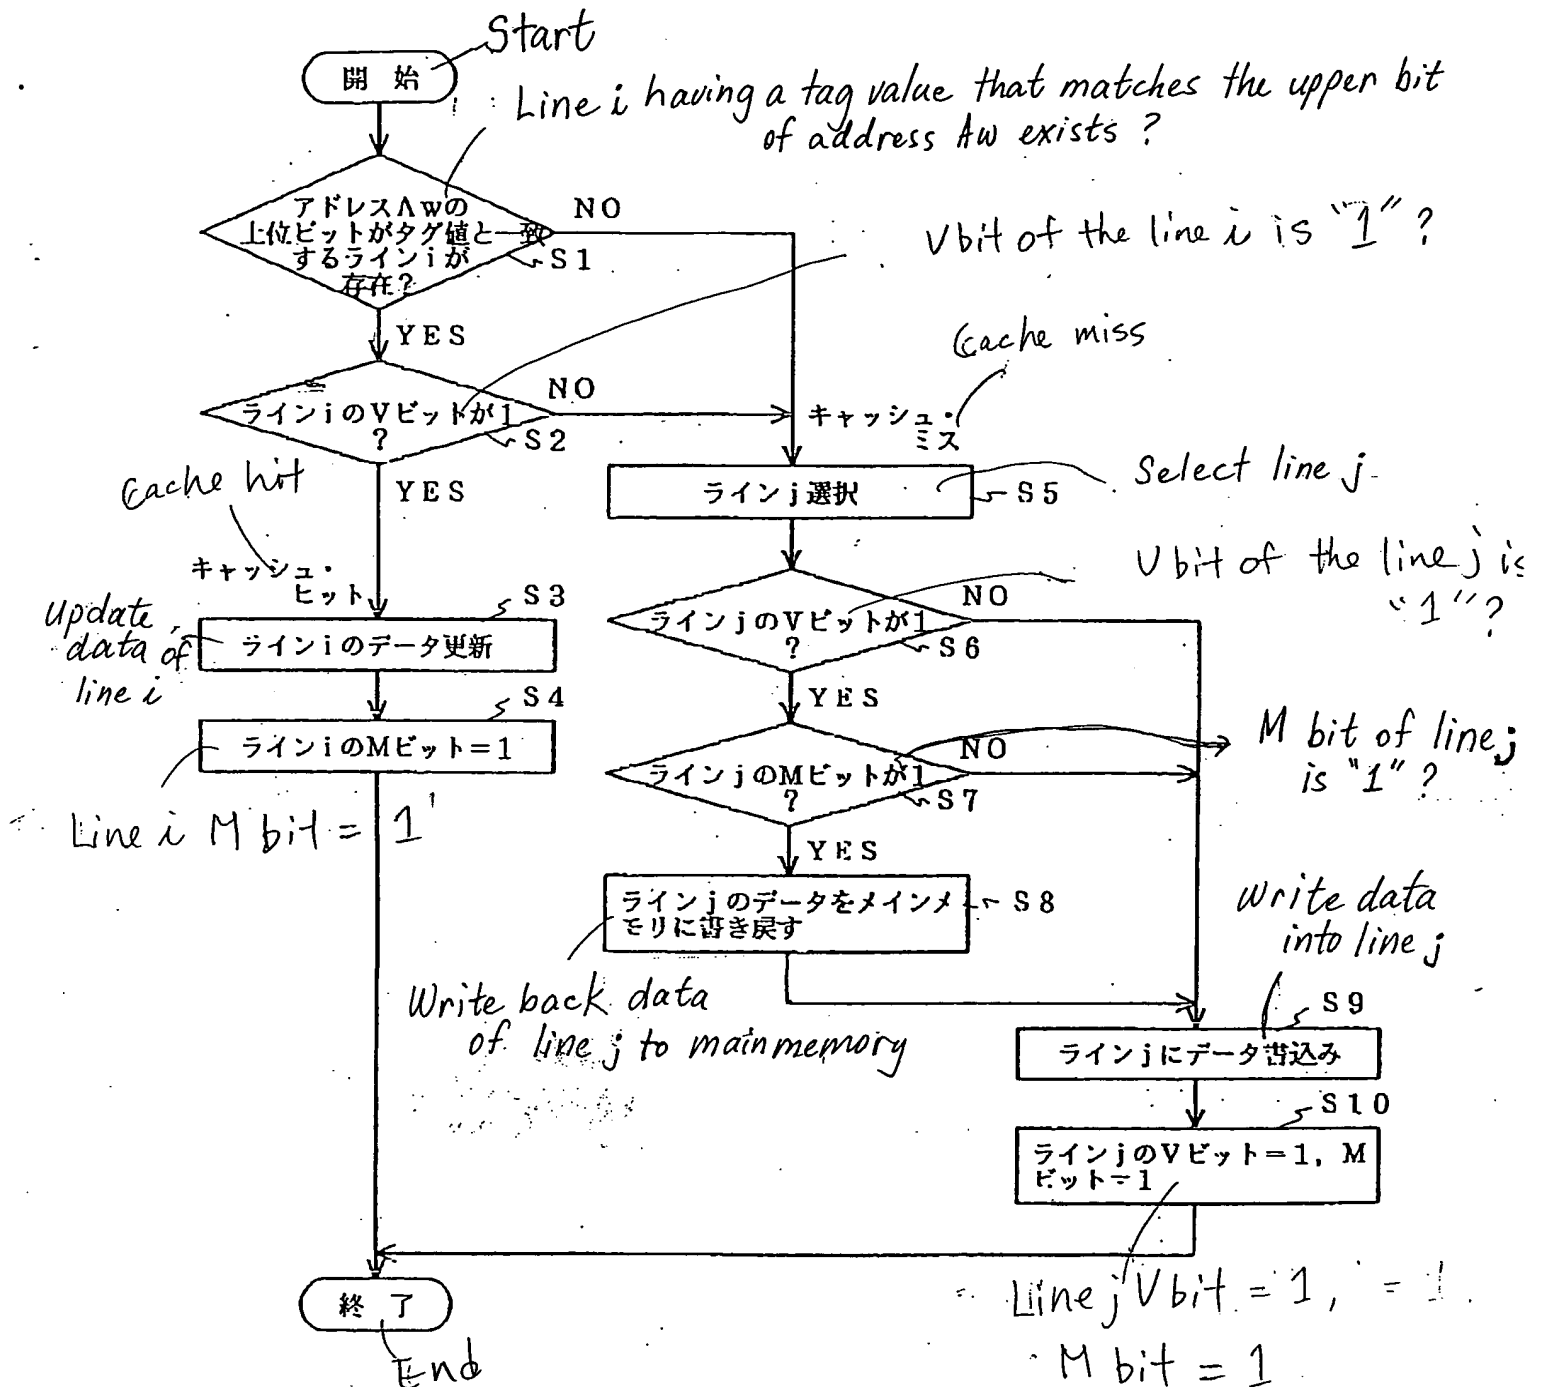 Start
開 始
Line i having a tag value that matches the upper bit
of address Aw exists ?
アドレスAwの
上位ビットがタグ値と一致
するラインiが
存在?
NO
S1
V bit of the line i is "1" ?
YES
Cache miss
ラインiのVビットが1
?
NO
S2
キャッシュ・
ミス
Cache hit
YES
ラインj選択
S5
Select line j
キャッシュ・
ヒット
V bit of the line j is
"1" ?
S3
update
data of
line i
ラインiのデータ更新
ラインjのVビットが1
?
NO
S6
S4
ラインiのMビット=1
YES
Line i M bit = 1
ラインjのMビットが1
?
NO
S7
M bit of line j
is "1" ?
YES
ラインjのデータをメインメ
モリに書き戻す
S8
Write data
into line j
Write back data
of line j to main memory
S9
ラインjにデータ書込み
S10
ラインjのVビット=1, M
ビット=1
終 了
End
Line j V bit = 1, = 1
M bit = 1